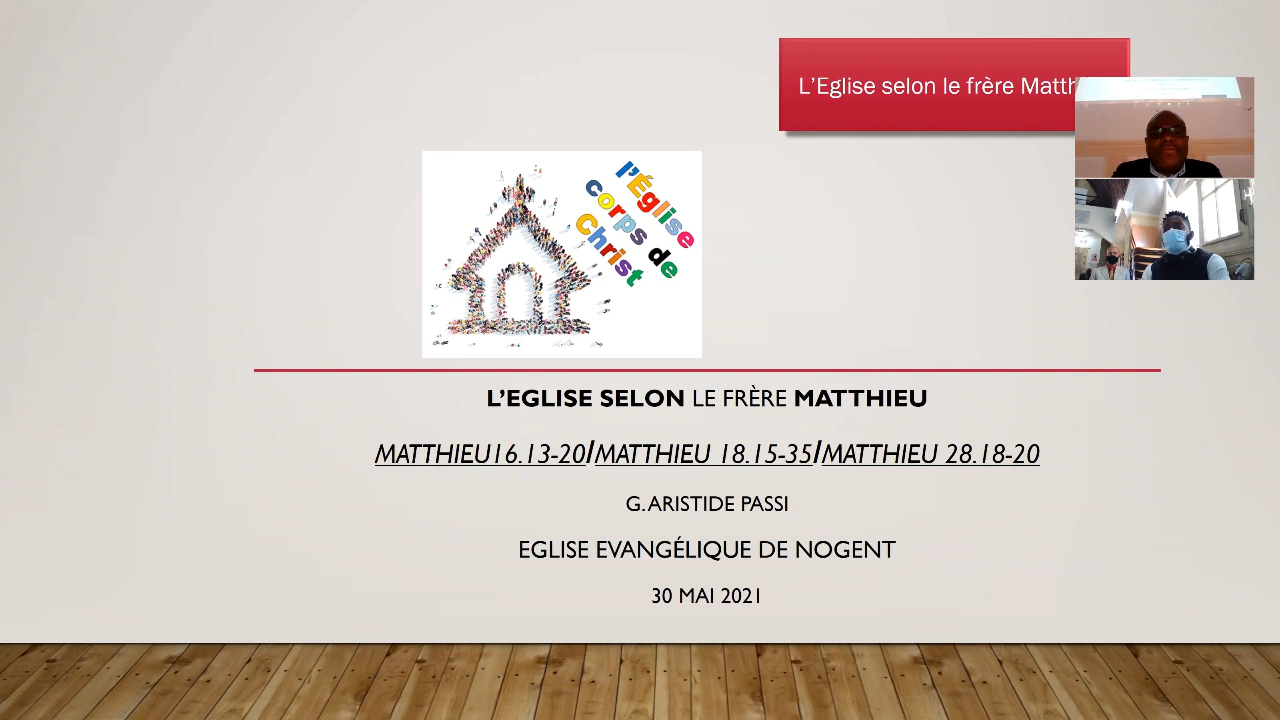 L'Eglise selon le frère Matth
l'Église
corps de
Christ
L'EGLISE SELON LE FRÈRE MATTHIEU
MATTHIEU16.13-20/MATTHIEU 18.15-35/MATTHIEU 28.18-20
G. ARISTIDE PASSI
EGLISE EVANGÉLIQUE DE NOGENT
30 MAI 2021